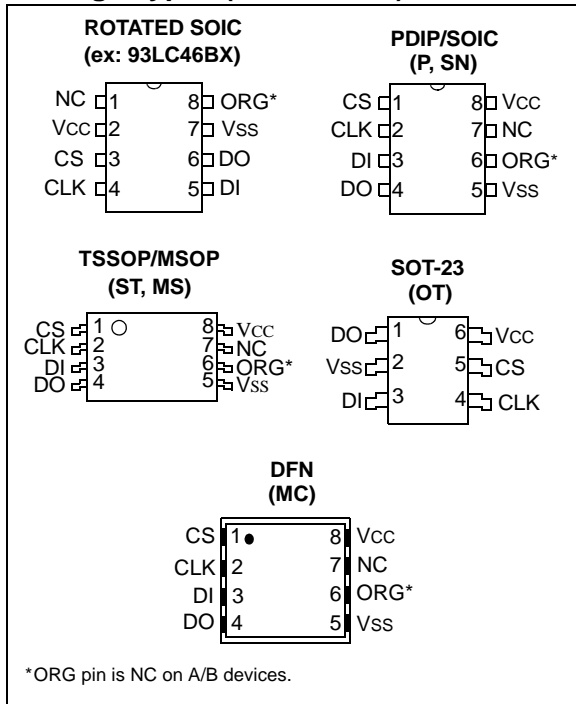 ROTATED SOIC
(ex: 93LC46BX)
NC 1 8 ORG*
VCC 2 7 VSS
CS 3 6 DO
CLK 4 5 DI
PDIP/SOIC
(P, SN)
CS 1 8 VCC
CLK 2 7 NC
DI 3 6 ORG*
DO 4 5 VSS
TSSOP/MSOP
(ST, MS)
CS 1 8 VCC
CLK 2 7 NC
DI 3 6 ORG*
DO 4 5 VSS
SOT-23
(OT)
DO 1 6 VCC
VSS 2 5 CS
DI 3 4 CLK
DFN
(MC)
CS 1 8 VCC
CLK 2 7 NC
DI 3 6 ORG*
DO 4 5 VSS
*ORG pin is NC on A/B devices.